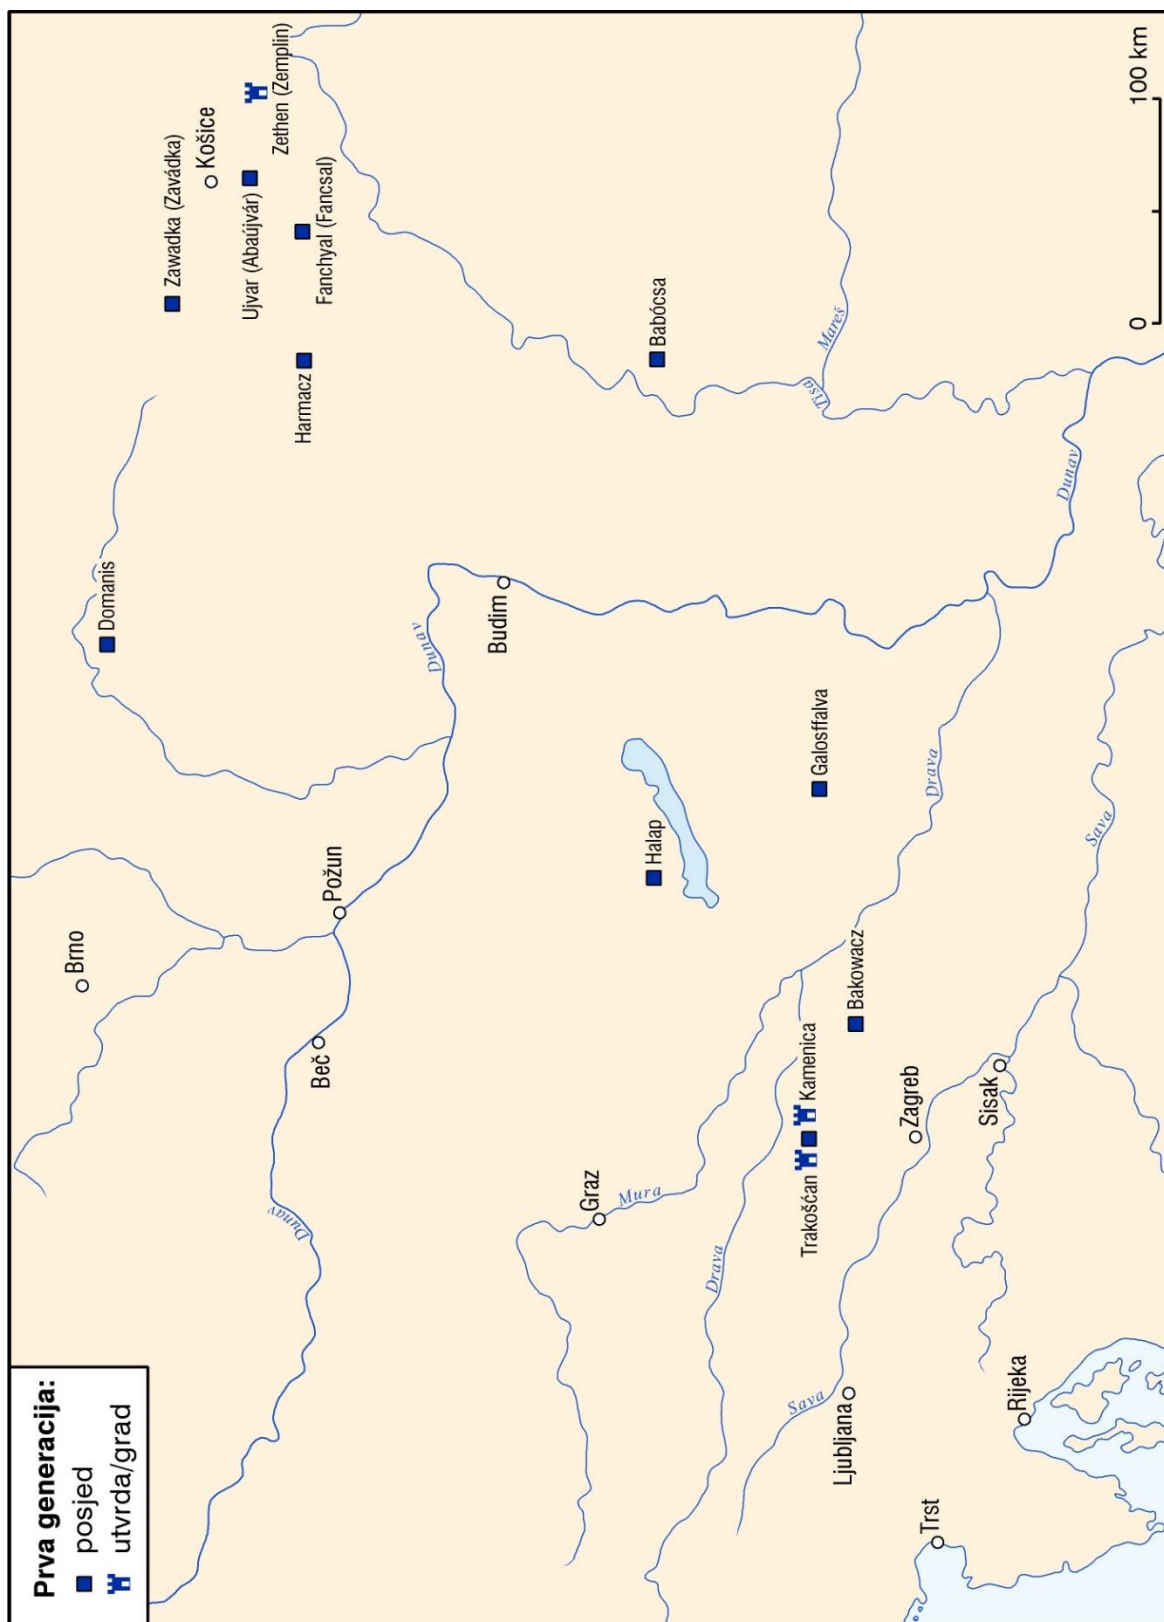 Prva generacija:
posjed
utvrda/grad
Brno
Domanis
Zawadka (Zavádka)
Košice
Ujvar (Abaújvár)
Zethen (Zemplin)
Fanchyal (Fancsal)
Harmacz
Beč
Požun
Dunav
Dunav
Budim
Graz
Mura
Halap
Babócsa
Drava
Trakošćan
Kamenica
Bakowacz
Galosffalva
Mareš
Tisa
Sava
Ljubljana
Zagreb
Drava
Trst
Rijeka
Sisak
Sava
Dunav
0
100 km